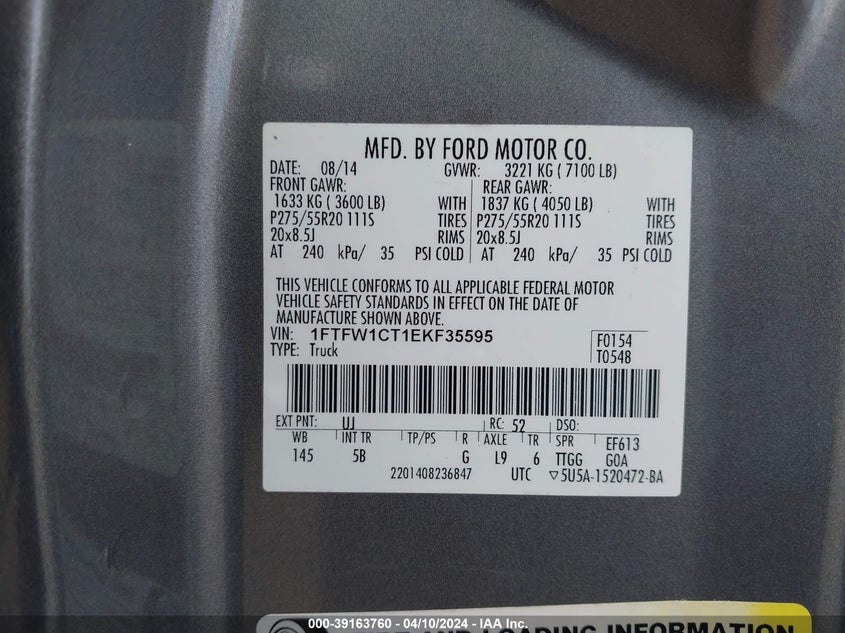 MFD. BY FORD MOTOR CO.
DATE: 08/14 GVWR: 3221 KG ( 7100 LB)
FRONT GAWR: REAR GAWR:
1633 KG ( 3600 LB) WITH 1837 KG ( 4050 LB) WITH
P275/55R20 111S TIRES P275/55R20 111S TIRES
20x8.5J RIMS 20x8.5J RIMS
AT 240 kPa/ 35 PSI COLD AT 240 kPa/ 35 PSI COLD
THIS VEHICLE CONFORMS TO ALL APPLICABLE FEDERAL MOTOR
VEHICLE SAFETY STANDARDS IN EFFECT ON THE DATE OF
MANUFACTURE SHOWN ABOVE.
VIN: 1FTFW1CT1EKF35595 F0154
TYPE: Truck T0548
EXT PNT: UJ RC: 52 DSO:
WB INT TR TP/PS R AXLE TR SPR EF613
145 5B G L9 6 TTGG GOA
2201408236847 UTC ▽5U5A-1520472-BA
AND LOADING INFORMATION
000-39163760 - 04/10/2024 - IAA Inc.